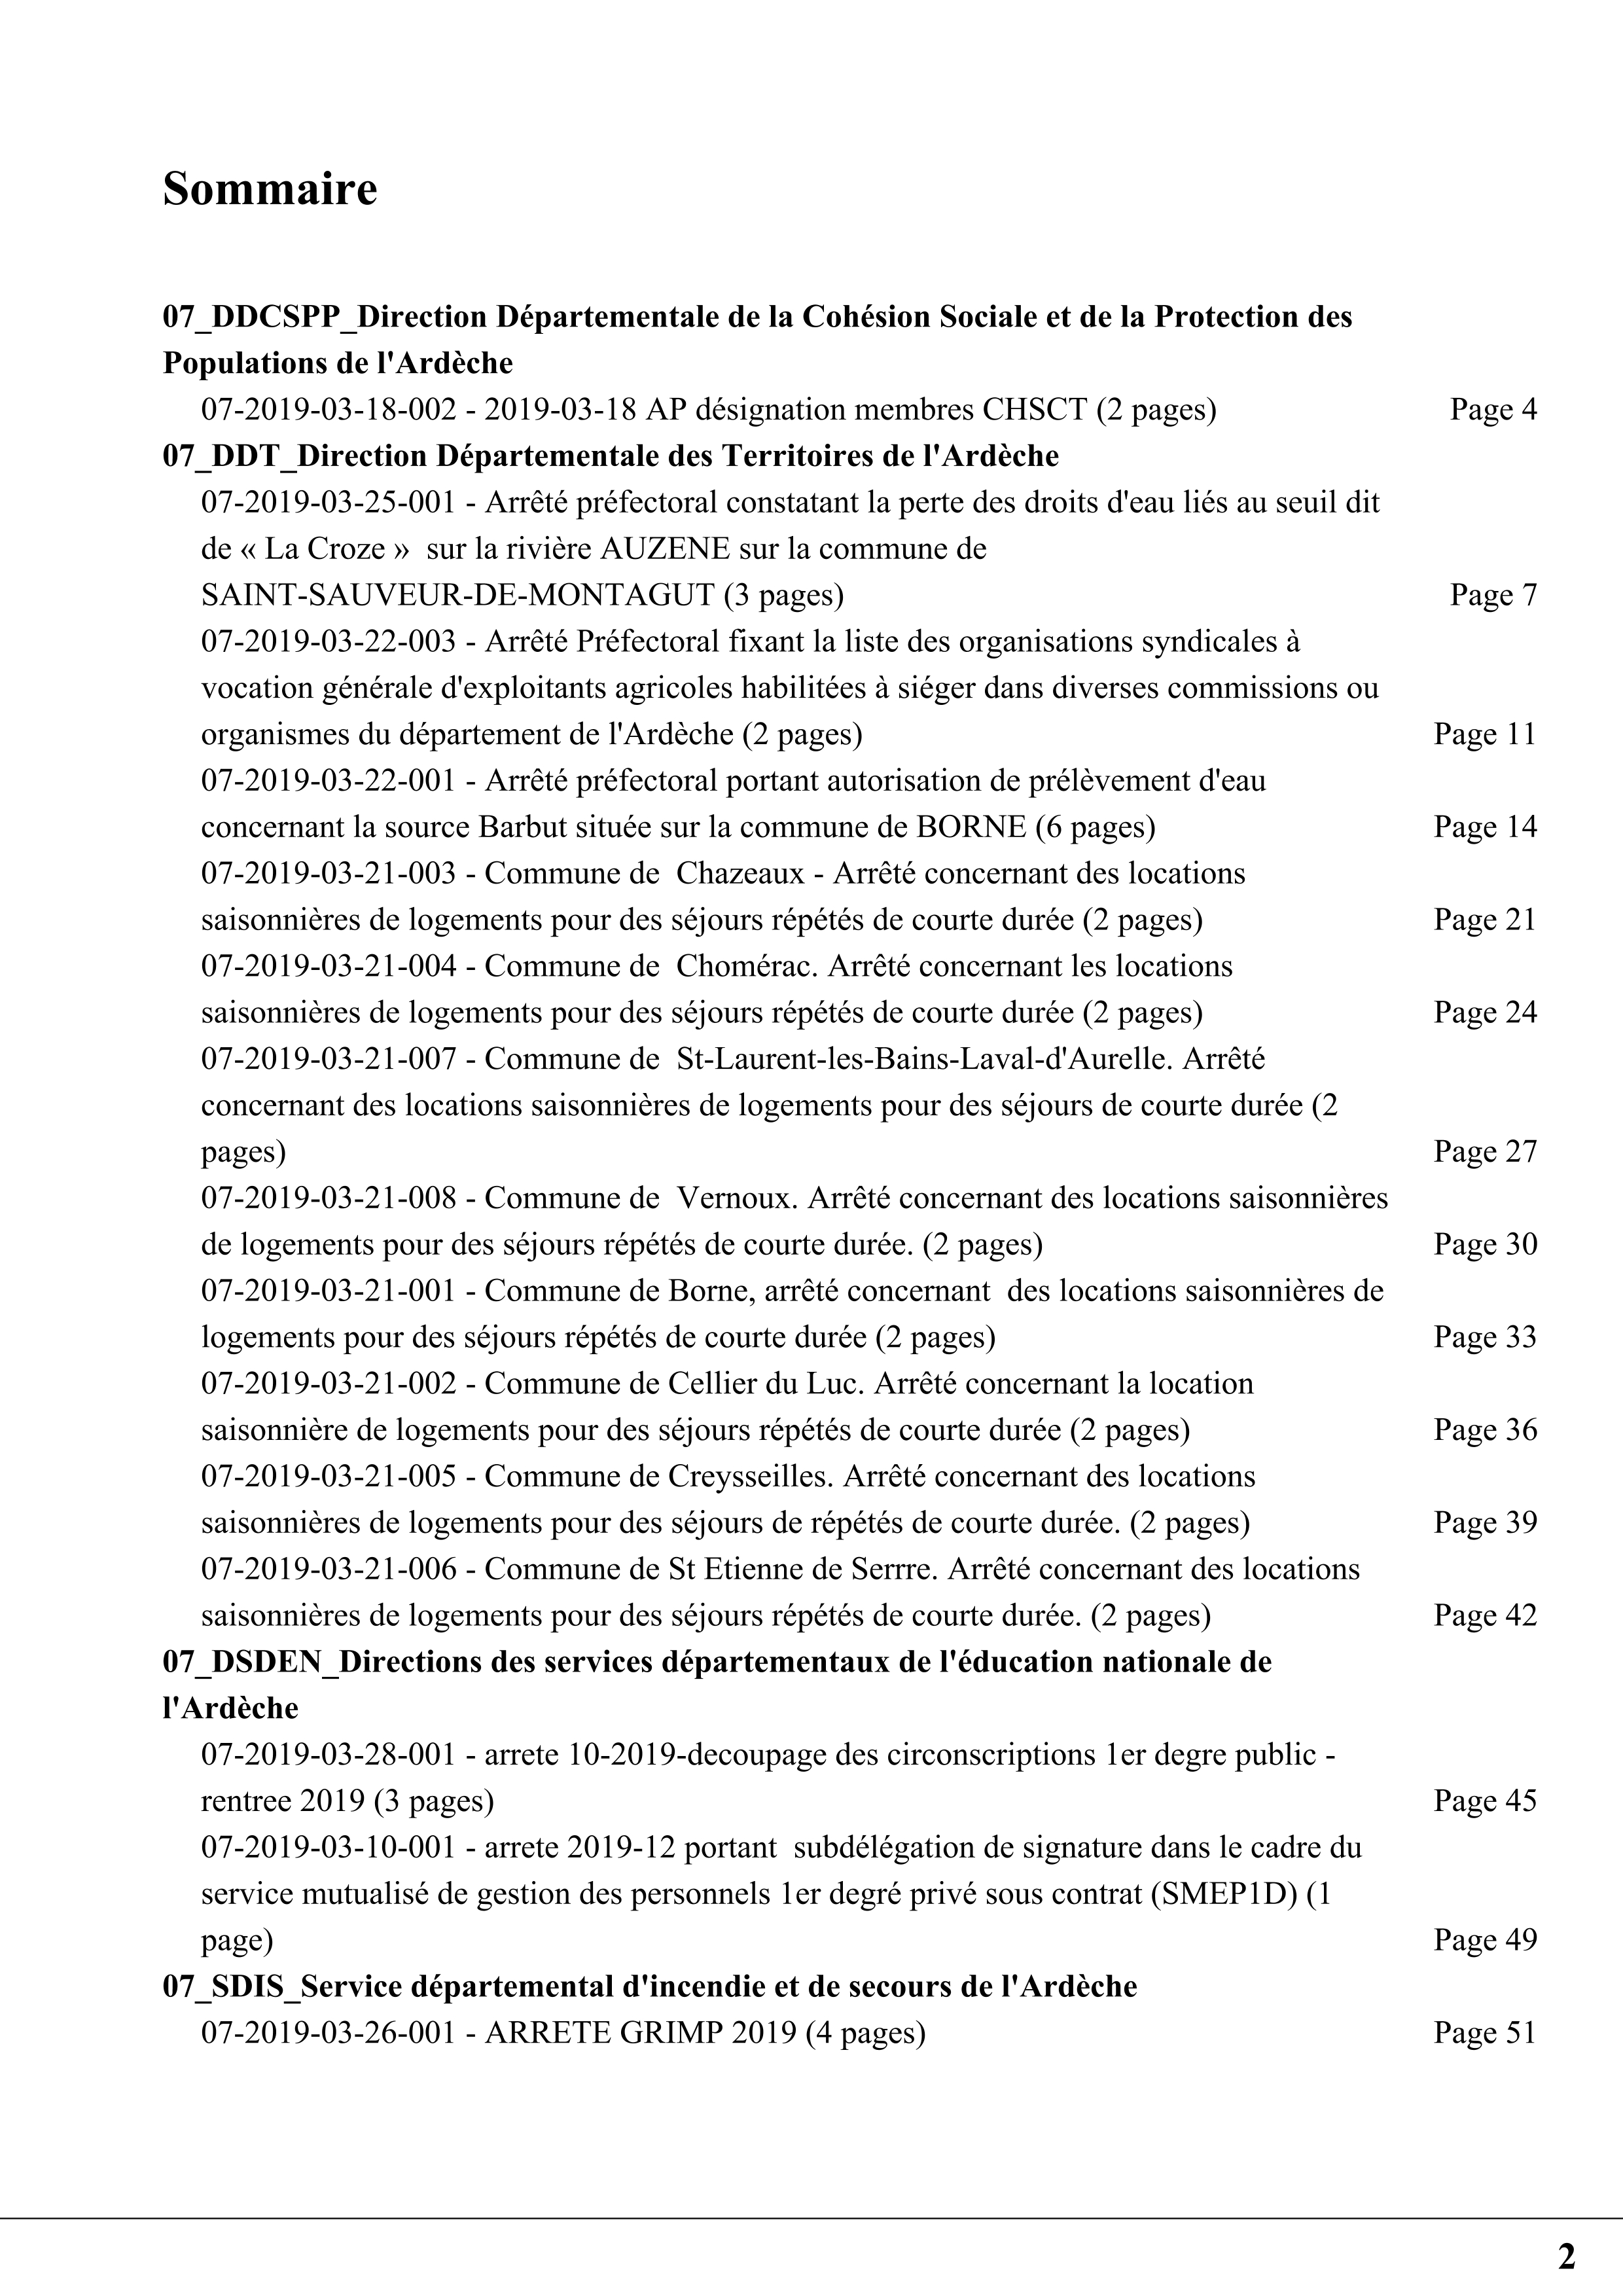 Sommaire
07_DDCSPP_Direction Départementale de la Cohésion Sociale et de la Protection des
Populations de l'Ardèche
07-2019-03-18-002 - 2019-03-18 AP désignation membres CHSCT (2 pages) Page 4
07_DDT_Direction Départementale des Territoires de l'Ardèche
07-2019-03-25-001 - Arrêté préfectoral constatant la perte des droits d'eau liés au seuil dit
de « La Croze »  sur la rivière AUZENE sur la commune de
SAINT-SAUVEUR-DE-MONTAGUT (3 pages) Page 7
07-2019-03-22-003 - Arrêté Préfectoral fixant la liste des organisations syndicales à
vocation générale d'exploitants agricoles habilitées à siéger dans diverses commissions ou
organismes du département de l'Ardèche (2 pages) Page 11
07-2019-03-22-001 - Arrêté préfectoral portant autorisation de prélèvement d'eau
concernant la source Barbut située sur la commune de BORNE (6 pages) Page 14
07-2019-03-21-003 - Commune de  Chazeaux - Arrêté concernant des locations
saisonnières de logements pour des séjours répétés de courte durée (2 pages) Page 21
07-2019-03-21-004 - Commune de  Chomérac. Arrêté concernant les locations
saisonnières de logements pour des séjours répétés de courte durée (2 pages) Page 24
07-2019-03-21-007 - Commune de  St-Laurent-les-Bains-Laval-d'Aurelle. Arrêté
concernant des locations saisonnières de logements pour des séjours de courte durée (2
pages) Page 27
07-2019-03-21-008 - Commune de  Vernoux. Arrêté concernant des locations saisonnières
de logements pour des séjours répétés de courte durée. (2 pages) Page 30
07-2019-03-21-001 - Commune de Borne, arrêté concernant  des locations saisonnières de
logements pour des séjours répétés de courte durée (2 pages) Page 33
07-2019-03-21-002 - Commune de Cellier du Luc. Arrêté concernant la location
saisonnière de logements pour des séjours répétés de courte durée (2 pages) Page 36
07-2019-03-21-005 - Commune de Creysseilles. Arrêté concernant des locations
saisonnières de logements pour des séjours de répétés de courte durée. (2 pages) Page 39
07-2019-03-21-006 - Commune de St Etienne de Serrre. Arrêté concernant des locations
saisonnières de logements pour des séjours répétés de courte durée. (2 pages) Page 42
07_DSDEN_Directions des services départementaux de l'éducation nationale de
l'Ardèche
07-2019-03-28-001 - arrete 10-2019-decoupage des circonscriptions 1er degre public -
rentree 2019 (3 pages) Page 45
07-2019-03-10-001 - arrete 2019-12 portant  subdélégation de signature dans le cadre du
service mutualisé de gestion des personnels 1er degré privé sous contrat (SMEP1D) (1
page) Page 49
07_SDIS_Service départemental d'incendie et de secours de l'Ardèche
07-2019-03-26-001 - ARRETE GRIMP 2019 (4 pages) Page 51
2